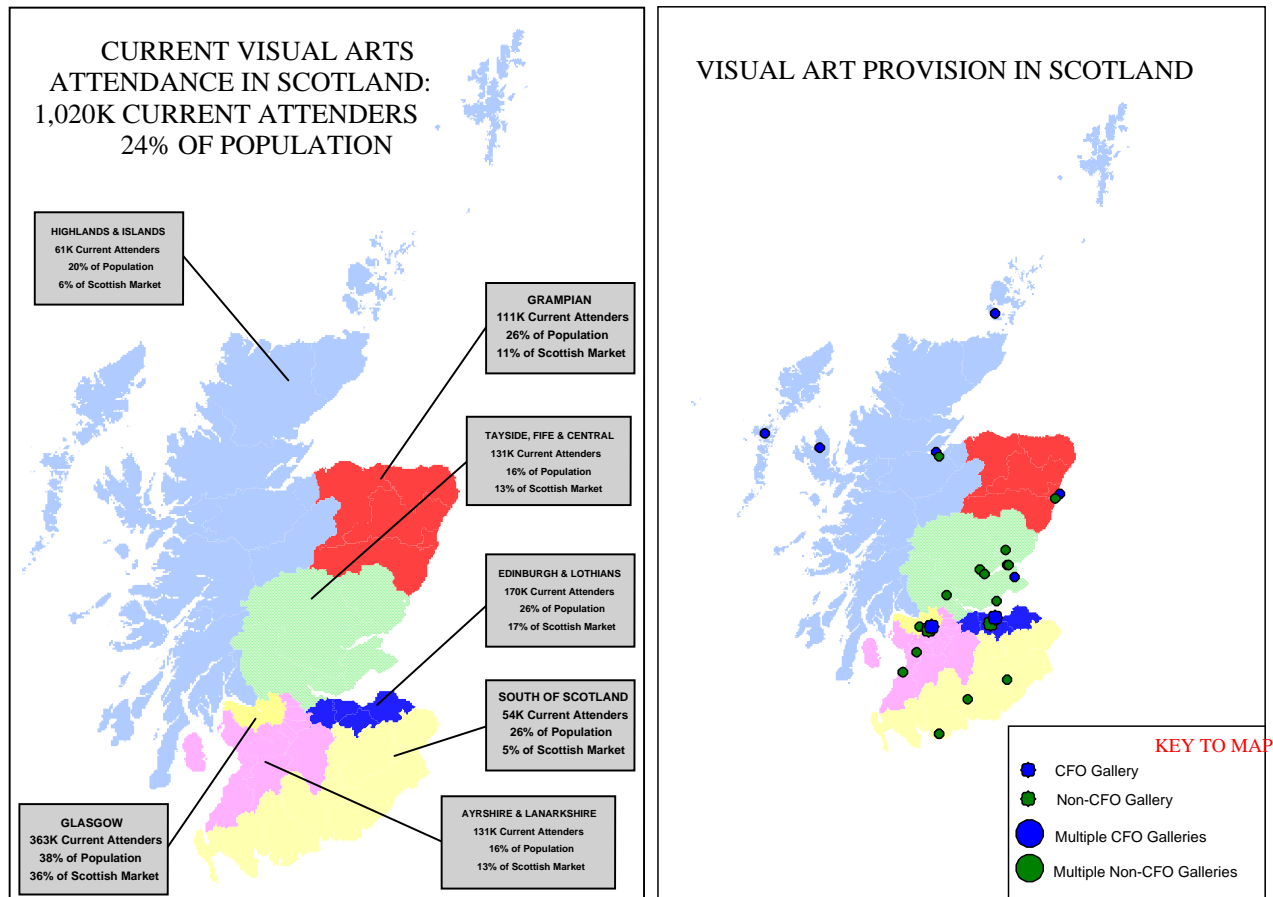 CURRENT VISUAL ARTS
ATTENDANCE IN SCOTLAND:
1,020K CURRENT ATTENDERS
24% OF POPULATION
HIGHLANDS & ISLANDS
61K Current Attenders
20% of Population
6% of Scottish Market
GRAMPIAN
111K Current Attenders
26% of Population
11% of Scottish Market
TAYSIDE, FIFE & CENTRAL
131K Current Attenders
16% of Population
13% of Scottish Market
EDINBURGH & LOTHIANS
170K Current Attenders
26% of Population
17% of Scottish Market
SOUTH OF SCOTLAND
54K Current Attenders
26% of Population
5% of Scottish Market
AYRSHIRE & LANARKSHIRE
131K Current Attenders
16% of Population
13% of Scottish Market
GLASGOW
363K Current Attenders
38% of Population
36% of Scottish Market
VISUAL ART PROVISION IN SCOTLAND
KEY TO MAP
CFO Gallery
Non-CFO Gallery
Multiple CFO Galleries
Multiple Non-CFO Galleries